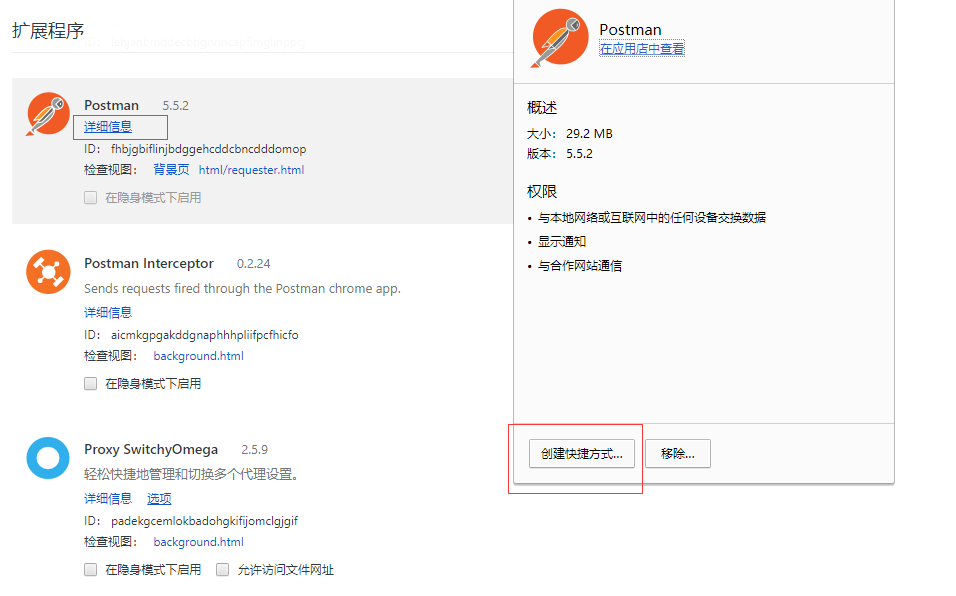 扩展程序
Postman 5.5.2
详细信息
ID： fhbjgbiflinjbdggehcddcbncdddomop
检查视图： 背景页 html/requester.html
在隐身模式下启用
Postman Interceptor 0.2.24
Sends requests fired through the Postman chrome app.
详细信息
ID： aicmkgpgakddgnaphhhpliifpcfhicfo
检查视图： background.html
在隐身模式下启用
Proxy SwitchyOmega 2.5.9
轻松快捷地管理和切换多个代理设置。
详细信息 选项
ID： padekgcemlokbadohgkifijomclgjgif
检查视图： background.html
在隐身模式下启用 允许访问文件网址
Postman
在应用店中查看
概述
大小： 29.2 MB
版本： 5.5.2
权限
• 与本地网络或互联网中的任何设备交换数据
• 显示通知
• 与合作网站通信
创建快捷方式... 移除...